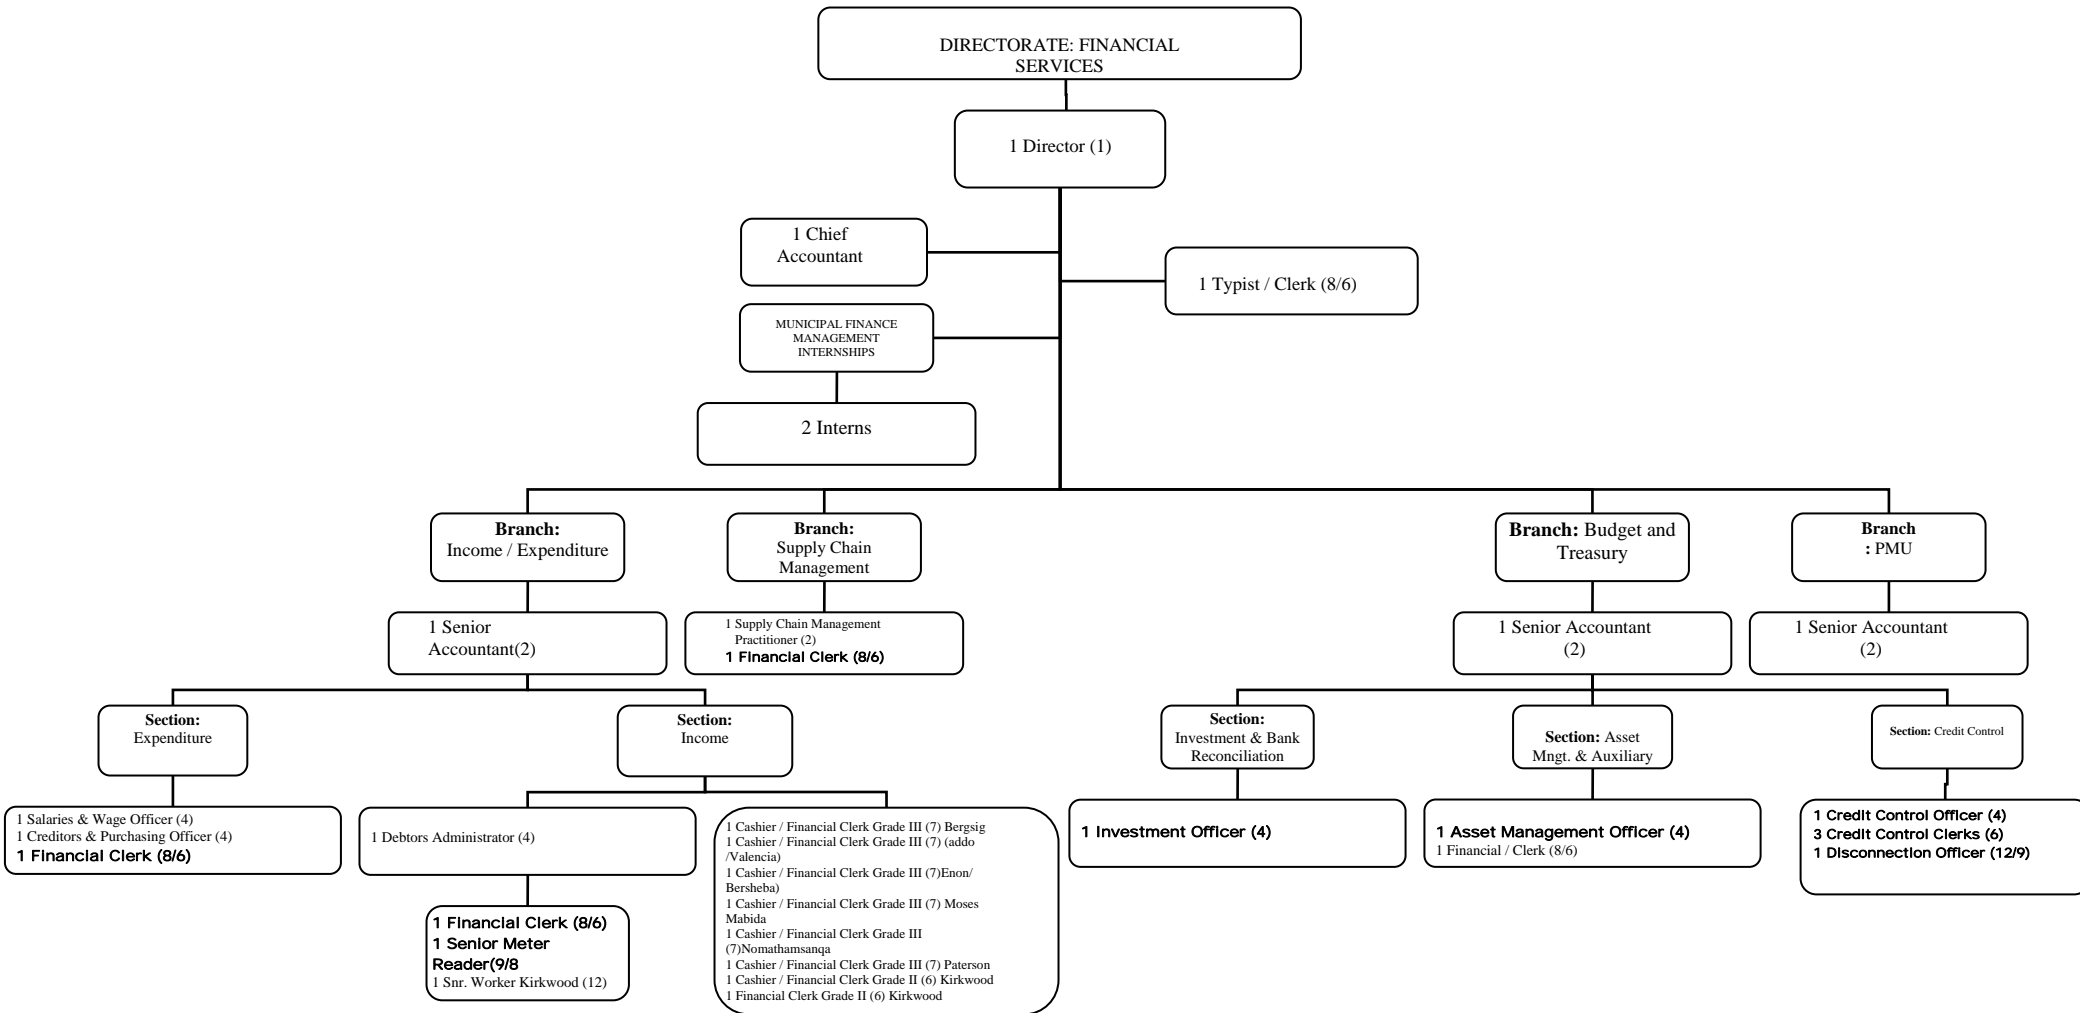 DIRECTORATE: FINANCIAL
SERVICES
1 Director (1)
1 Chief
Accountant
1 Typist / Clerk (8/6)
MUNICIPAL FINANCE
MANAGEMENT
INTERNSHIPS
2 Interns
Branch:
Income / Expenditure
Branch:
Supply Chain
Management
Branch: Budget and
Treasury
Branch
: PMU
1 Senior
Accountant(2)
1 Supply Chain Management
Practitioner (2)
1 Financial Clerk (8/6)
1 Senior Accountant
(2)
1 Senior Accountant
(2)
Section:
Expenditure
Section:
Income
Section:
Investment & Bank
Reconciliation
Section: Asset
Mngt. & Auxiliary
Section: Credit Control
1 Salaries & Wage Officer (4)
1 Creditors & Purchasing Officer (4)
1 Financial Clerk (8/6)
1 Debtors Administrator (4)
1 Cashier / Financial Clerk Grade III (7) Bergsig
1 Cashier / Financial Clerk Grade III (7) (addo
/Valencia)
1 Cashier / Financial Clerk Grade III (7)Enon/
Bersheba)
1 Cashier / Financial Clerk Grade III (7) Moses
Mabida
1 Cashier / Financial Clerk Grade III
(7)Nomathamsanqa
1 Cashier / Financial Clerk Grade III (7) Paterson
1 Cashier / Financial Clerk Grade II (6) Kirkwood
1 Financial Clerk Grade II (6) Kirkwood
1 Investment Officer (4)
1 Asset Management Officer (4)
1 Financial / Clerk (8/6)
1 Credit Control Officer (4)
3 Credit Control Clerks (6)
1 Disconnection Officer (12/9)
1 Financial Clerk (8/6)
1 Senior Meter
Reader(9/8
1 Snr. Worker Kirkwood (12)